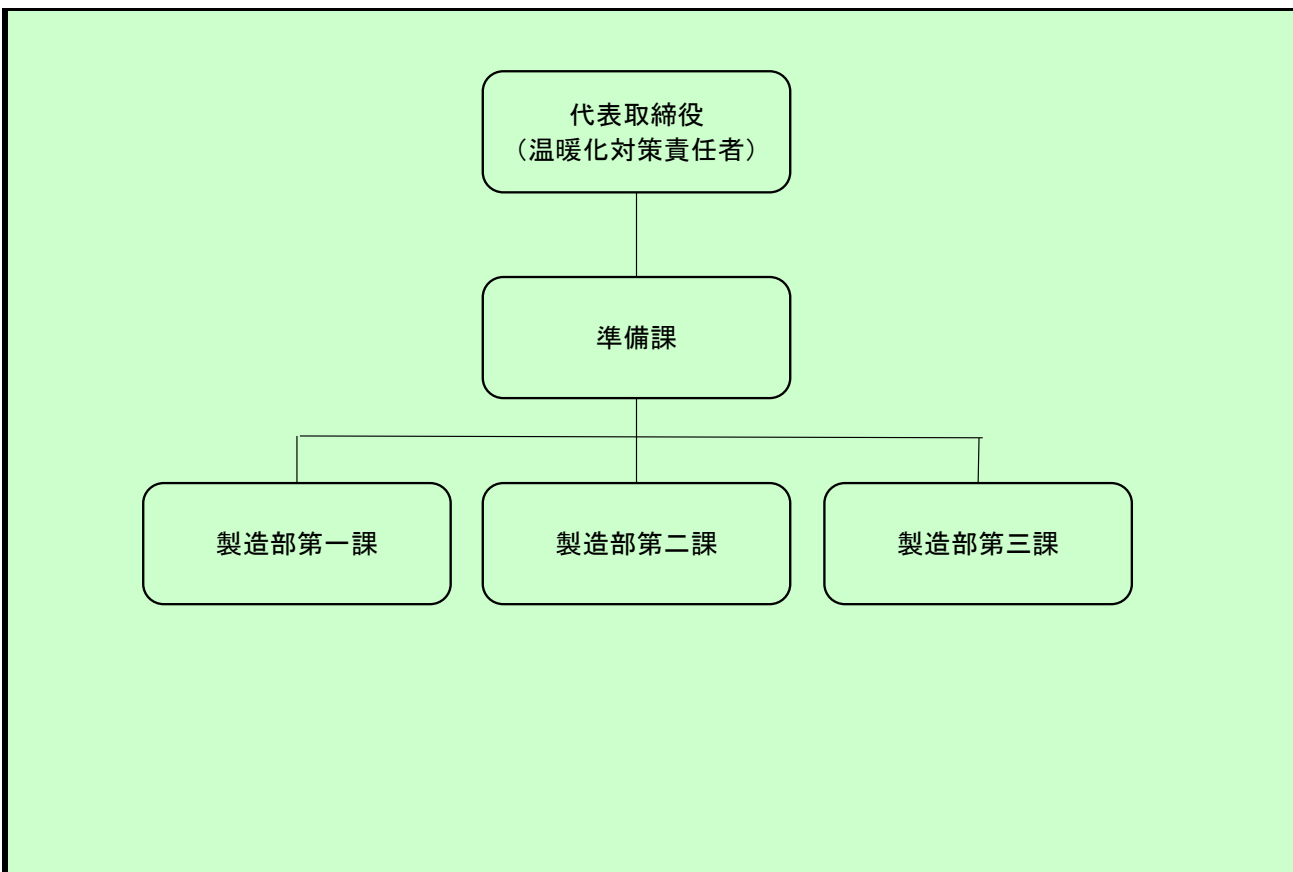 代表取締役
（温暖化対策責任者）
準備課
製造部第一課
製造部第二課
製造部第三課